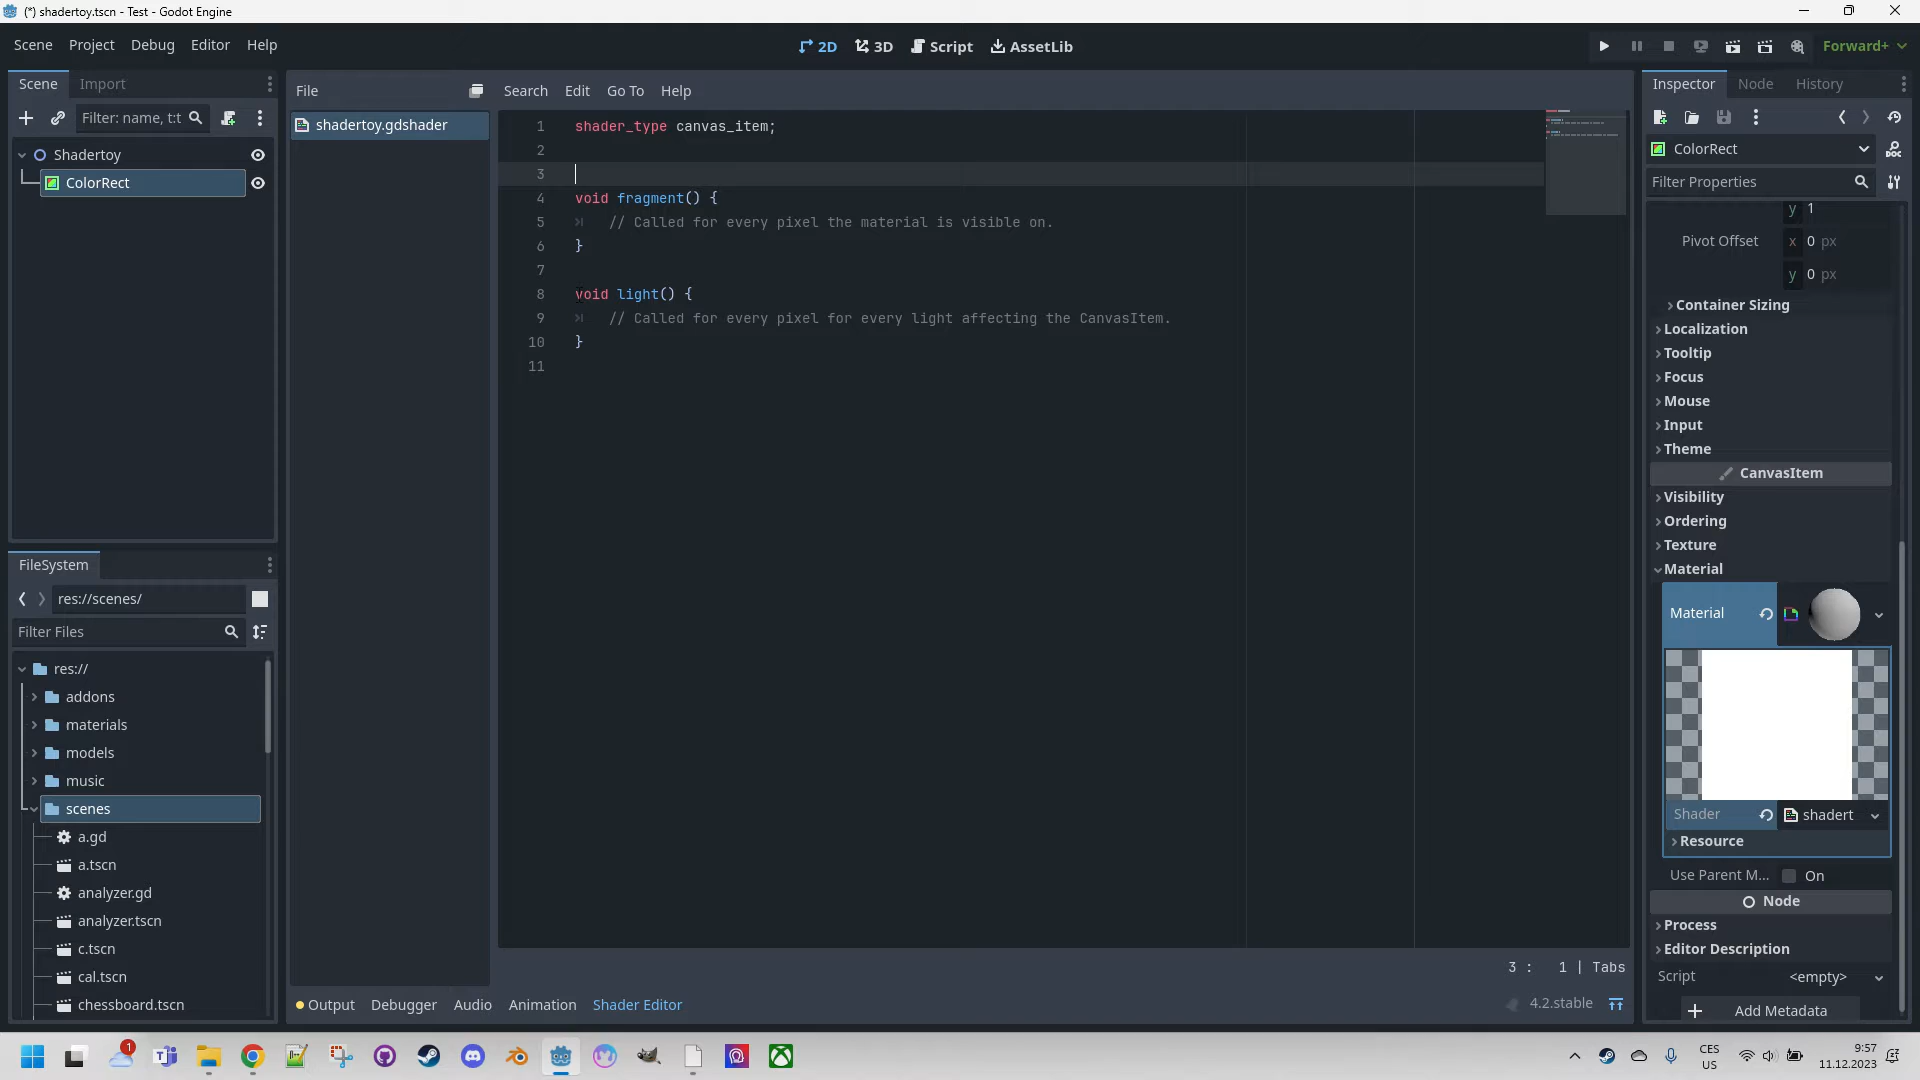 (*) shadertoy.tscn - Test - Godot Engine
Scene Project Debug Editor Help
2D 3D Script AssetLib
Forward+
Scene Import
Filter: name, t:t
Shadertoy
ColorRect
FileSystem
res://scenes/
Filter Files
res://
addons
materials
models
music
scenes
a.gd
a.tscn
analyzer.gd
analyzer.tscn
c.tscn
cal.tscn
chessboard.tscn
File
shadertoy.gdshader
Search Edit Go To Help
1 shader_type canvas_item;
2
3
4 void fragment() {
5 // Called for every pixel the material is visible on.
6 }
7
8 void light() {
9 // Called for every pixel for every light affecting the CanvasItem.
10 }
11
3 : 1 | Tabs
Output Debugger Audio Animation Shader Editor
4.2.stable
Inspector Node History
ColorRect
Filter Properties
y 1
Pivot Offset x 0 px
y 0 px
Container Sizing
Localization
Tooltip
Focus
Mouse
Input
Theme
CanvasItem
Visibility
Ordering
Texture
Material
Material
Shader shadert
Resource
Use Parent M... On
Node
Process
Editor Description
Script <empty>
Add Metadata
1
CES
US
9:57
11.12.2023